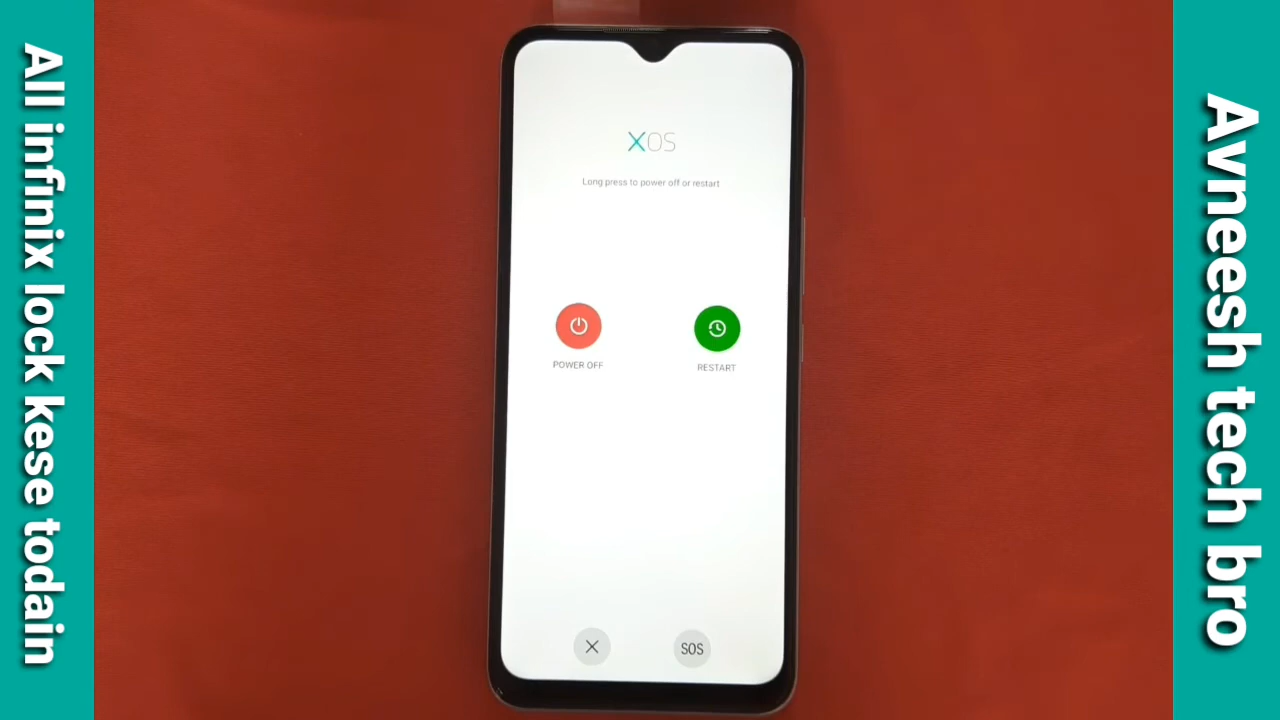 All infinix lock kese todain
XOS
Long press to power off or restart
POWER OFF
RESTART
SOS
Avneesh tech bro